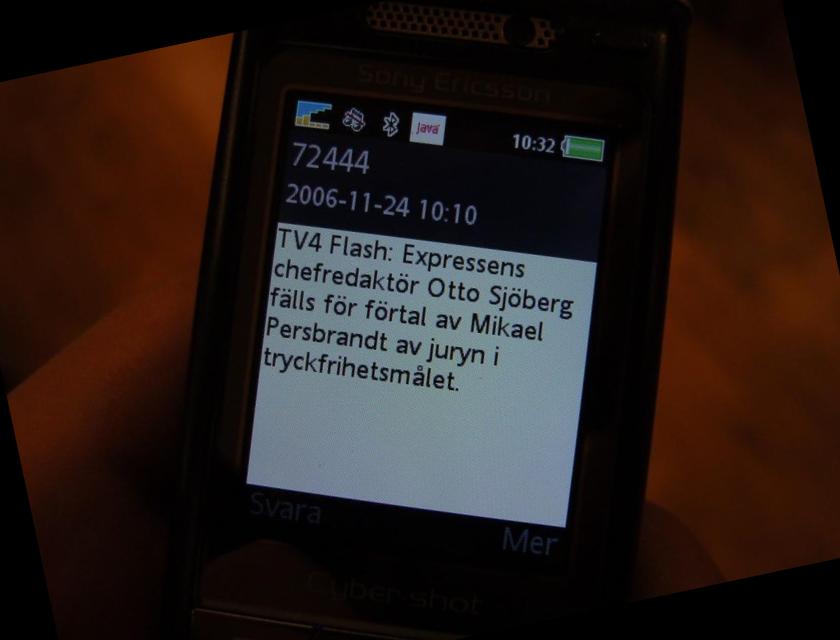 Sony Ericsson
java
10:32
72444
2006-11-24 10:10
TV4 Flash: Expressens
chefredaktör Otto Sjöberg
fälls för förtal av Mikael
Persbrandt av juryn i
tryckfrihetsmålet.
Svara
Mer
Cyber-shot